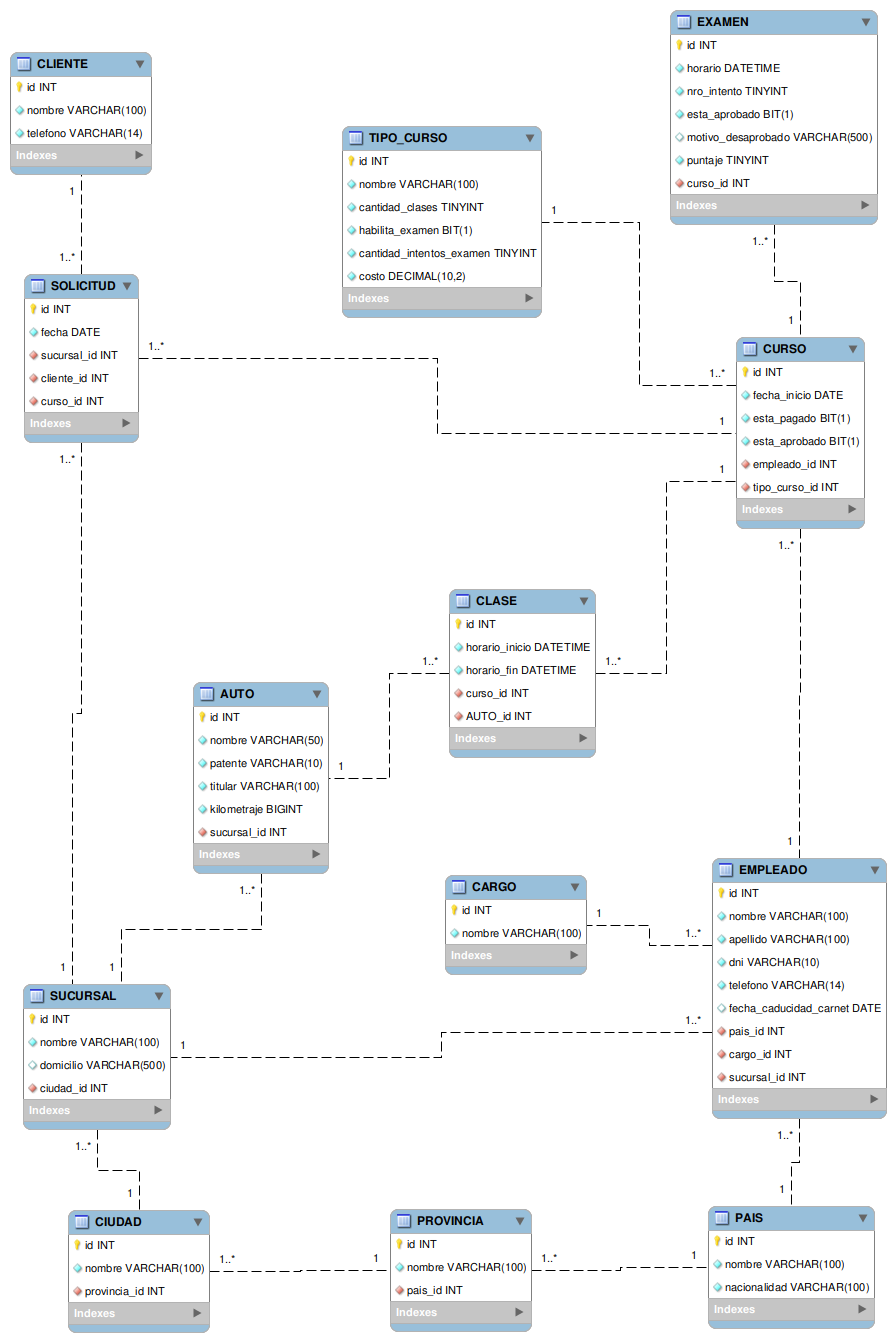 EXAMEN
id INT
horario DATETIME
nro_intento TINYINT
esta_aprobado BIT(1)
motivo_desaprobado VARCHAR(500)
puntaje TINYINT
curso_id INT
Indexes
CLIENTE
id INT
nombre VARCHAR(100)
telefono VARCHAR(14)
Indexes
TIPO_CURSO
id INT
nombre VARCHAR(100)
cantidad_clases TINYINT
habilita_examen BIT(1)
cantidad_intentos_examen TINYINT
costo DECIMAL(10,2)
Indexes
1
1..*
1
1..*
1
SOLICITUD
id INT
fecha DATE
sucursal_id INT
cliente_id INT
curso_id INT
Indexes
1..*
1..*
1..*
1
1
CURSO
id INT
fecha_inicio DATE
esta_pagado BIT(1)
esta_aprobado BIT(1)
empleado_id INT
tipo_curso_id INT
Indexes
1..*
CLASE
id INT
horario_inicio DATETIME
horario_fin DATETIME
curso_id INT
AUTO_id INT
Indexes
1..*
1..*
AUTO
id INT
nombre VARCHAR(50)
patente VARCHAR(10)
titular VARCHAR(100)
kilometraje BIGINT
sucursal_id INT
Indexes
1
1..*
1
EMPLEADO
id INT
nombre VARCHAR(100)
apellido VARCHAR(100)
dni VARCHAR(10)
telefono VARCHAR(14)
fecha_caducidad_carnet DATE
pais_id INT
cargo_id INT
sucursal_id INT
Indexes
CARGO
id INT
nombre VARCHAR(100)
Indexes
1
1..*
1
1
SUCURSAL
id INT
nombre VARCHAR(100)
domicilio VARCHAR(500)
ciudad_id INT
Indexes
1
1..*
1..*
1
1..*
1
CIUDAD
id INT
nombre VARCHAR(100)
provincia_id INT
Indexes
1..*
1
PROVINCIA
id INT
nombre VARCHAR(100)
pais_id INT
Indexes
1..*
1
PAIS
id INT
nombre VARCHAR(100)
nacionalidad VARCHAR(100)
Indexes